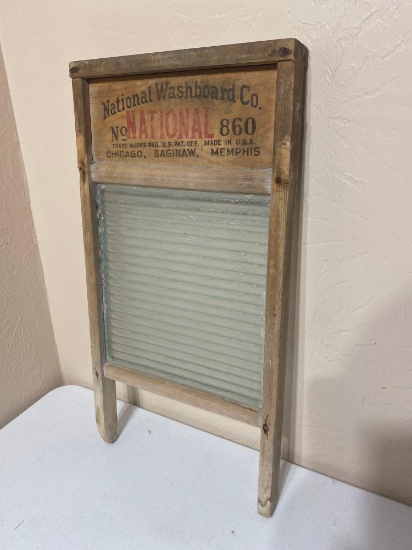 National Washboard Co.
No NATIONAL 860
TRADE MARKS REG. U.S. PAT. OFF. MADE IN U.S.A.
CHICAGO, SAGINAW, MEMPHIS